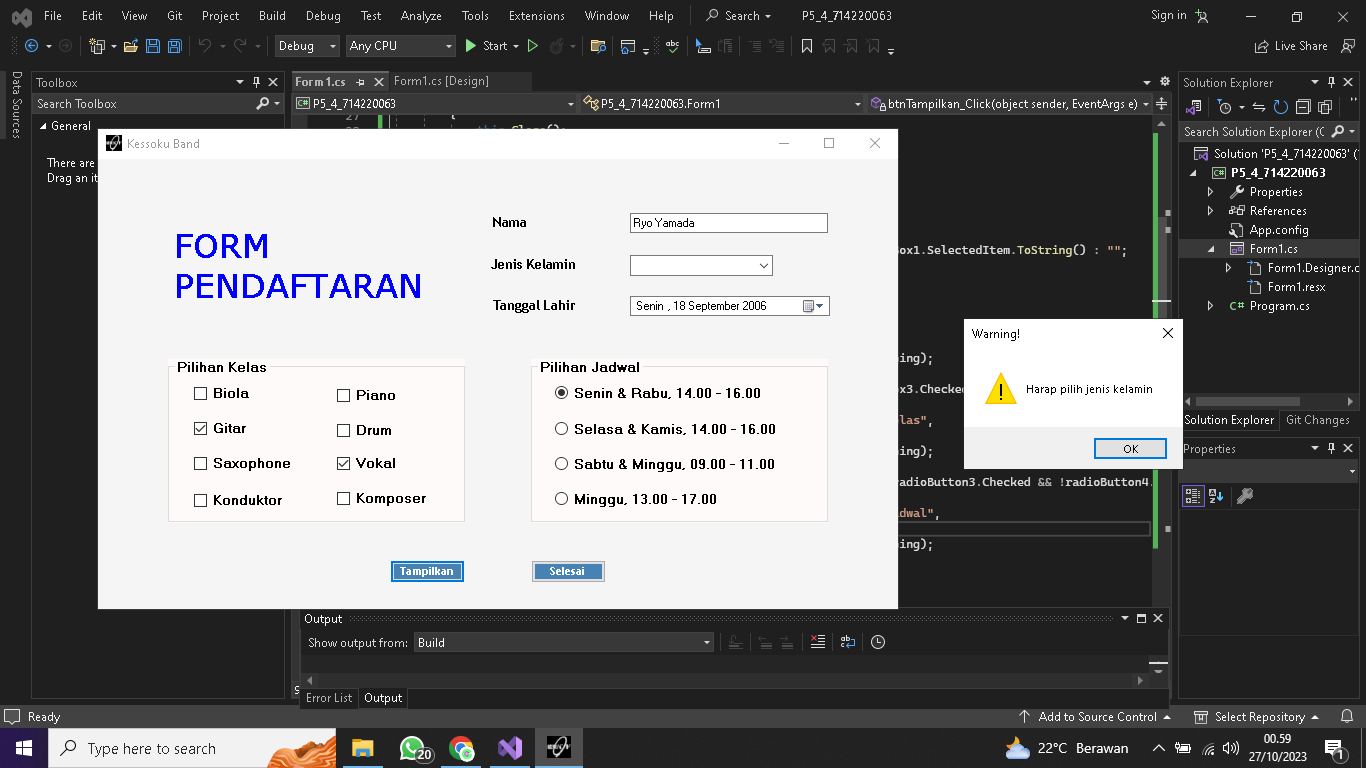 File Edit View Git Project Build Debug Test Analyze Tools Extensions Window Help Search P5_4_714220063 Sign in
Debug Any CPU Start Live Share
Data Sources
Toolbox
Search Toolbox
General
There are
Drag an it
Form1.cs Form1.cs [Design]
P5_4_714220063 P5_4_714220063.Form1 btnTampilkan_Click(object sender, EventArgs e)
27
Kessoku Band
FORM
PENDAFTARAN
Nama Ryo Yamada
Jenis Kelamin
Tanggal Lahir Senin , 18 September 2006
Pilihan Kelas
Biola Piano
Gitar Drum
Saxophone Vokal
Konduktor Komposer
Pilihan Jadwal
Senin & Rabu, 14.00 - 16.00
Selasa & Kamis, 14.00 - 16.00
Sabtu & Minggu, 09.00 - 11.00
Minggu, 13.00 - 17.00
Tampilkan Selesai
Box1.SelectedItem.ToString() : "";
ing);
ox3.Checked
las",
ing);
radioButton3.Checked && !radioButton4.
dwal",
ing);
Warning!
Harap pilih jenis kelamin
OK
Solution Explorer
Search Solution Explorer (C
Solution 'P5_4_714220063' (
P5_4_714220063
Properties
References
App.config
Form1.cs
Form1.Designer.c
Form1.resx
Program.cs
Solution Explorer Git Changes
Properties
Output
Show output from: Build
Error List Output
Ready Add to Source Control Select Repository
Type here to search 20 22°C Berawan 00.59
27/10/2023 1